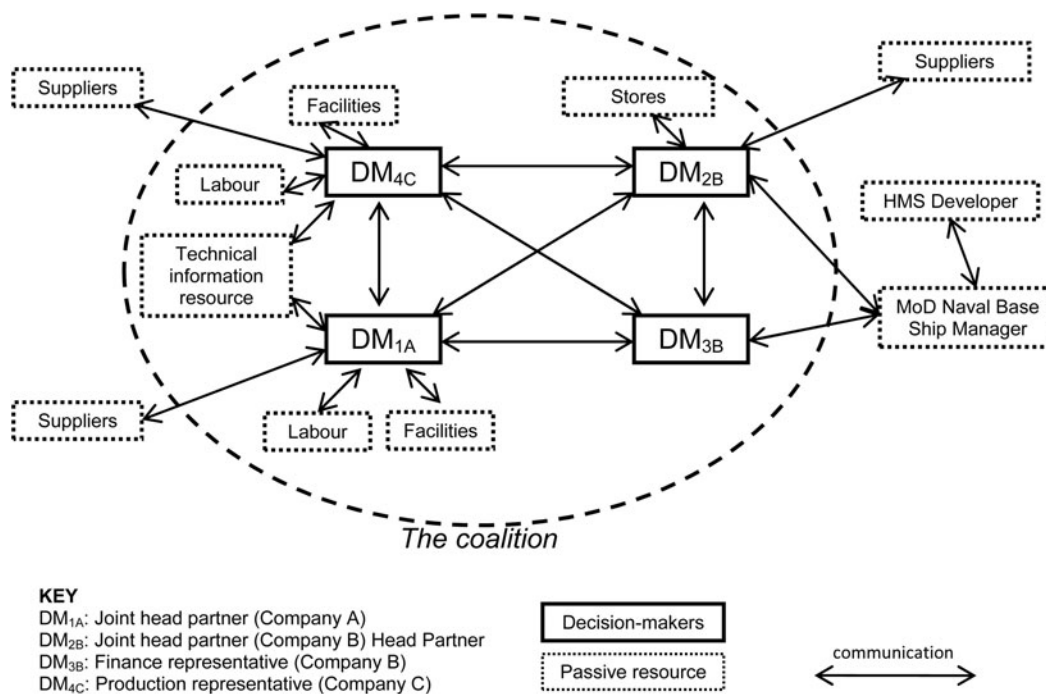 Suppliers
Suppliers
Facilities
Stores
DM4C
DM2B
Labour
HMS Developer
Technical
information
resource
MoD Naval Base
Ship Manager
DM1A
DM3B
Suppliers
Labour
Facilities
The coalition
KEY
DM1A: Joint head partner (Company A)
DM2B: Joint head partner (Company B) Head Partner
DM3B: Finance representative (Company B)
DM4C: Production representative (Company C)
Decision-makers
Passive resource
communication